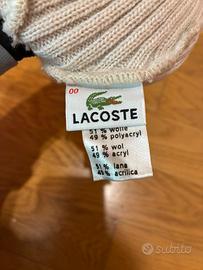 00
LACOSTE
51 % wolle
49 % polyacryl
51 % wol
49 % acryl
51 % lana
49 % acrilica
subito